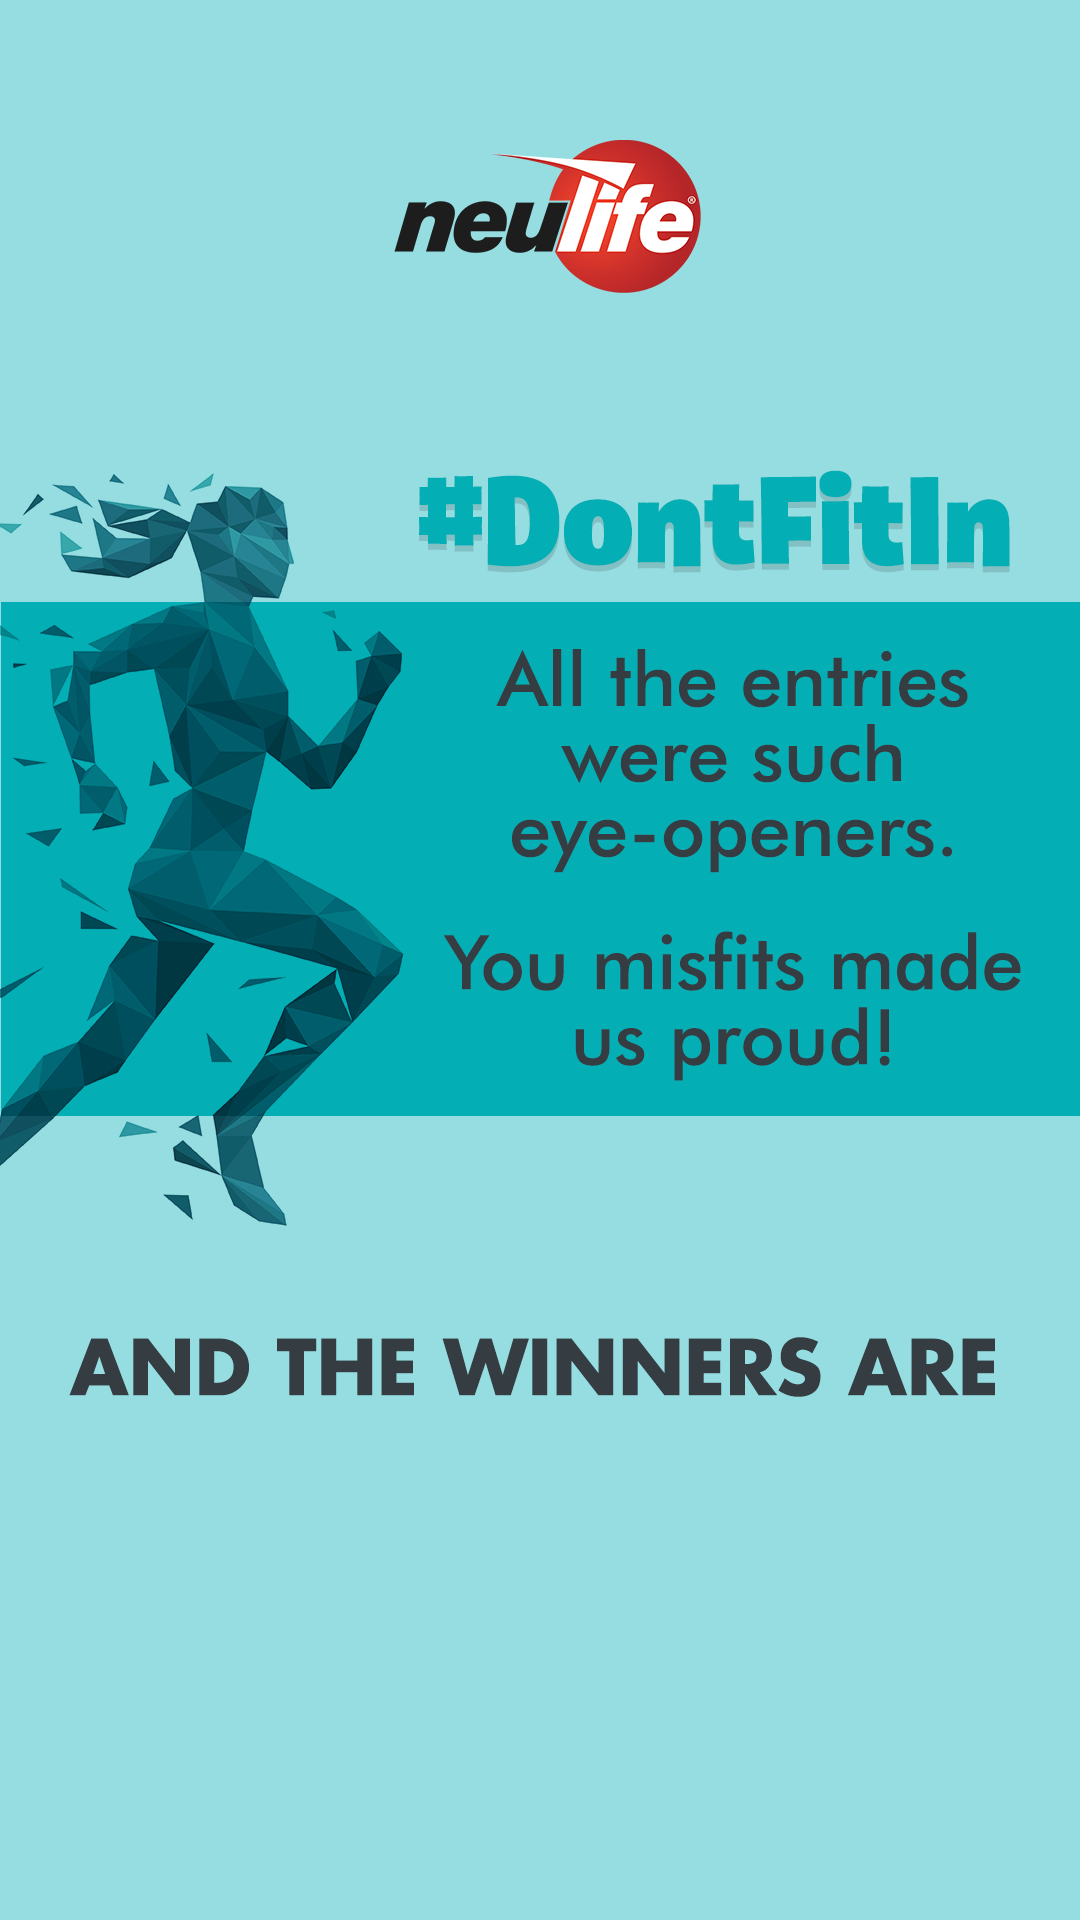 neulife®
#DontFitIn
All the entries
were such
eye-openers.
You misfits made
us proud!
AND THE WINNERS ARE